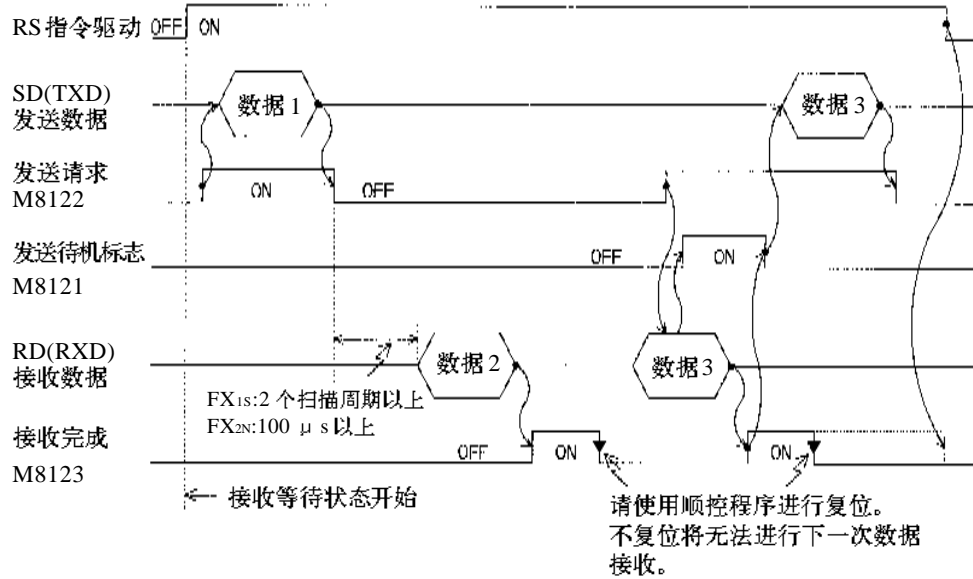 RS指令驱动 OFF ON
SD(TXD)
发送数据
数据1
数据3
发送请求
M8122
ON
OFF
发送待机标志
M8121
OFF
ON
RD(RXD)
接收数据
数据2
数据3
FX1S:2个扫描周期以上
FX2N:100 μs以上
接收完成
M8123
OFF
ON
ON
接收等待状态开始
请使用顺控程序进行复位。
不复位将无法进行下一次数据
接收。